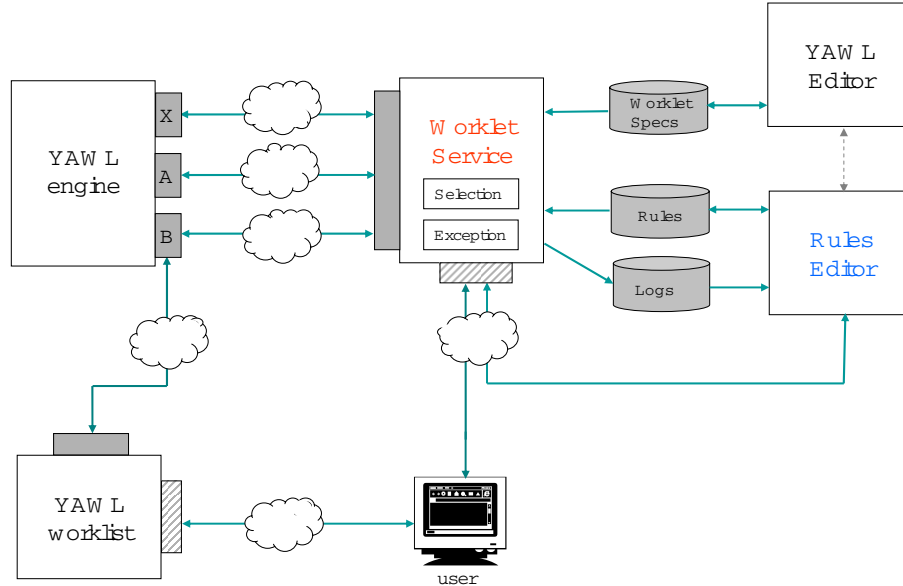 YAWL
engine
X
A
B
Worklet
Service
Selection
Exception
Worklet
Specs
Rules
Logs
YAWL
Editor
Rules
Editor
YAWL
worklist
user